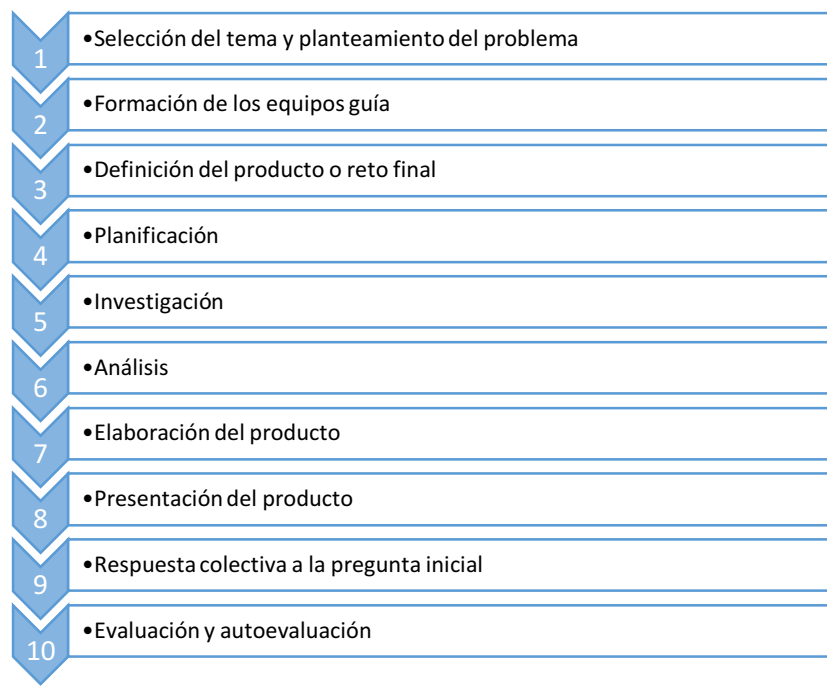 1
•Selección del tema y planteamiento del problema
2
•Formación de los equipos guía
3
•Definición del producto o reto final
4
•Planificación
5
•Investigación
6
•Análisis
7
•Elaboración del producto
8
•Presentación del producto
9
•Respuesta colectiva a la pregunta inicial
10
•Evaluación y autoevaluación